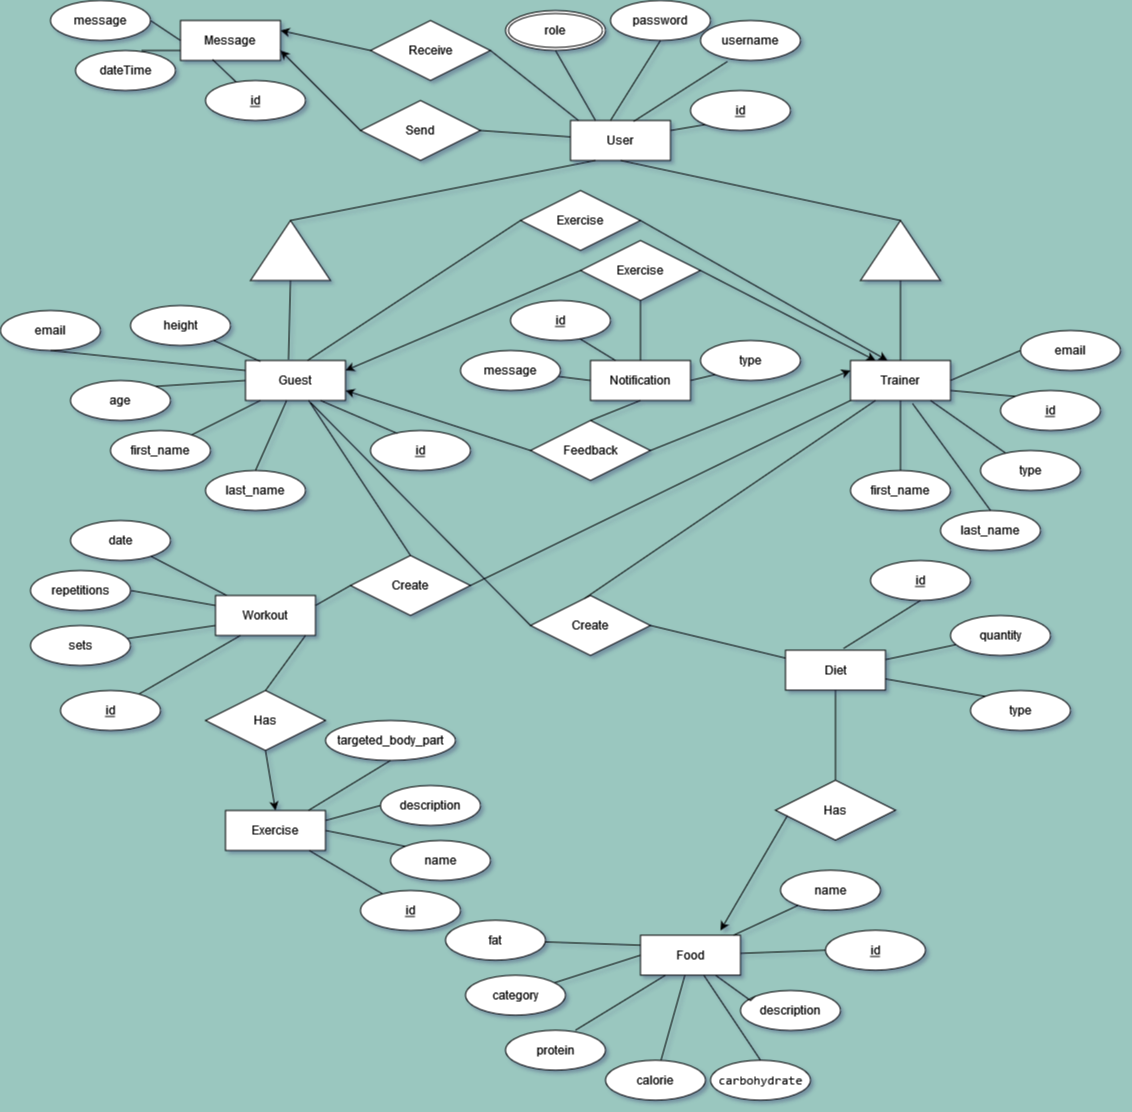 message
Message
dateTime
id
Receive
Send
role
password
username
id
User
Exercise
Exercise
email
height
Guest
age
first_name
last_name
id
id
message
Notification
type
Feedback
Trainer
email
id
type
first_name
last_name
date
repetitions
Workout
sets
id
Create
Create
id
quantity
Diet
type
Has
targeted_body_part
description
Exercise
name
id
Has
name
fat
Food
id
category
description
protein
calorie
carbohydrate